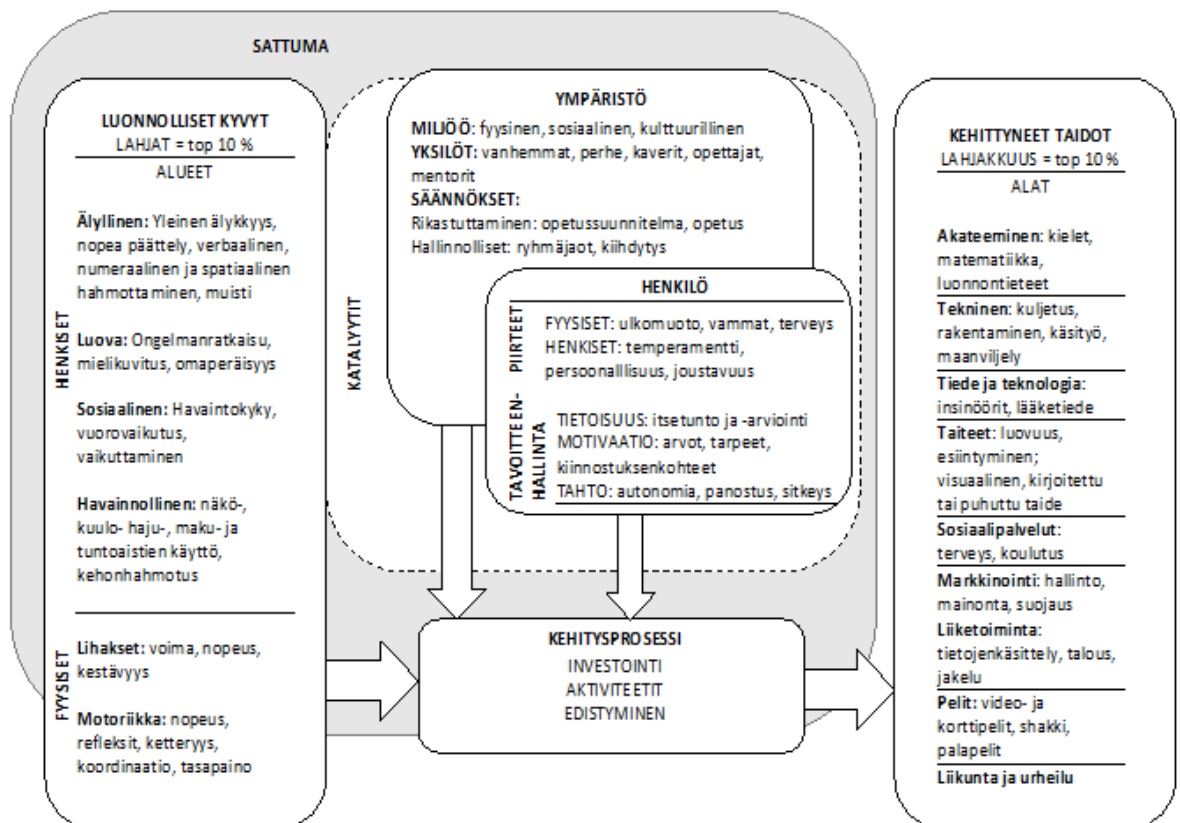 SATTUMA
LUONNOLLISET KYVYT
LAHJAT = top 10 %
ALUEET
HENKISET
Älyllinen: Yleinen älykkyys,
nopea päättely, verbaalinen,
numeraalinen ja spatiaalinen
hahmottaminen, muisti
Luova: Ongelmanratkaisu,
mielikuvitus, omaperäisyys
Sosiaalinen: Havaintokyky,
vuorovaikutus,
vaikuttaminen
Havainnollinen: näkö-,
kuulo- haju-, maku- ja
tuntoaistien käyttö,
kehonhahmotus
FYYSISET
Lihakset: voima, nopeus,
kestävyys
Motoriikka: nopeus,
refleksit, ketteryys,
koordinaatio, tasapaino
KATALYYTIT
YMPÄRISTÖ
MILJÖÖ: fyysinen, sosiaalinen, kulttuurillinen
YKSILÖT: vanhemmat, perhe, kaverit, opettajat,
mentorit
SÄÄNNÖKSET:
Rikastuttaminen: opetussuunnitelma, opetus
Hallinnolliset: ryhmäjaot, kiihdytys
HENKILÖ
PIIRTEET
FYYSISET: ulkomuoto, vammat, terveys
HENKISET: temperamentti,
persoonalllisuus, joustavuus
TAVOITTEEN-
HALLINTA
TIETOISUUS: itsetunto ja -arviointi
MOTIVAATIO: arvot, tarpeet,
kiinnostuksenkohteet
TAHTO: autonomia, panostus, sitkeys
KEHITYSPROSESSI
INVESTOINTI
AKTIVITEETIT
EDISTYMINEN
KEHITTYNEET TAIDOT
LAHJAKKUUS = top 10 %
ALAT
Akateeminen: kielet,
matematiikka,
luonnontieteet
Tekninen: kuljetus,
rakentaminen, käsityö,
maanviljely
Tiede ja teknologia:
insinöörit, lääketiede
Taiteet: luovuus,
esiintyminen;
visuaalinen, kirjoitettu
tai puhuttu taide
Sosiaalipalvelut:
terveys, koulutus
Markkinointi: hallinto,
mainonta, suojaus
Liiketoiminta:
tietojenkäsittely, talous,
jakelu
Pelit: video- ja
korttipelit, shakki,
palapelit
Liikunta ja urheilu